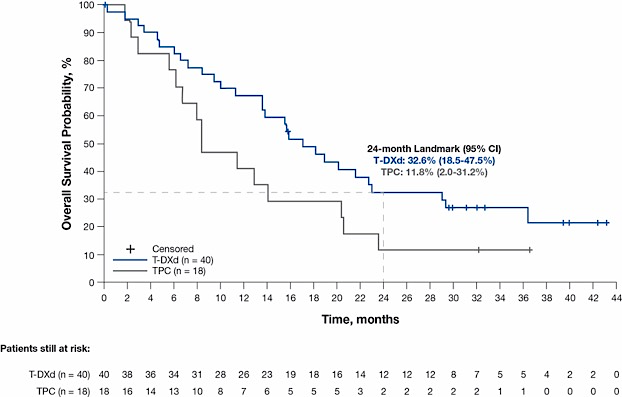 100
90
80
70
60
50
40
30
20
10
0
Overall Survival Probability, %
24-month Landmark (95% CI)
T-DXd: 32.6% (18.5-47.5%)
TPC: 11.8% (2.0-31.2%)
Censored
T-DXd (n = 40)
TPC (n = 18)
0 2 4 6 8 10 12 14 16 18 20 22 24 26 28 30 32 34 36 38 40 42 44
Time, months
Patients still at risk:
T-DXd (n = 40) 40 38 36 34 31 28 26 23 19 18 16 14 12 12 12 8 7 5 5 4 2 2 0
TPC (n = 18) 18 16 14 13 10 8 7 6 5 5 5 3 2 2 2 2 2 1 1 0 0 0 0